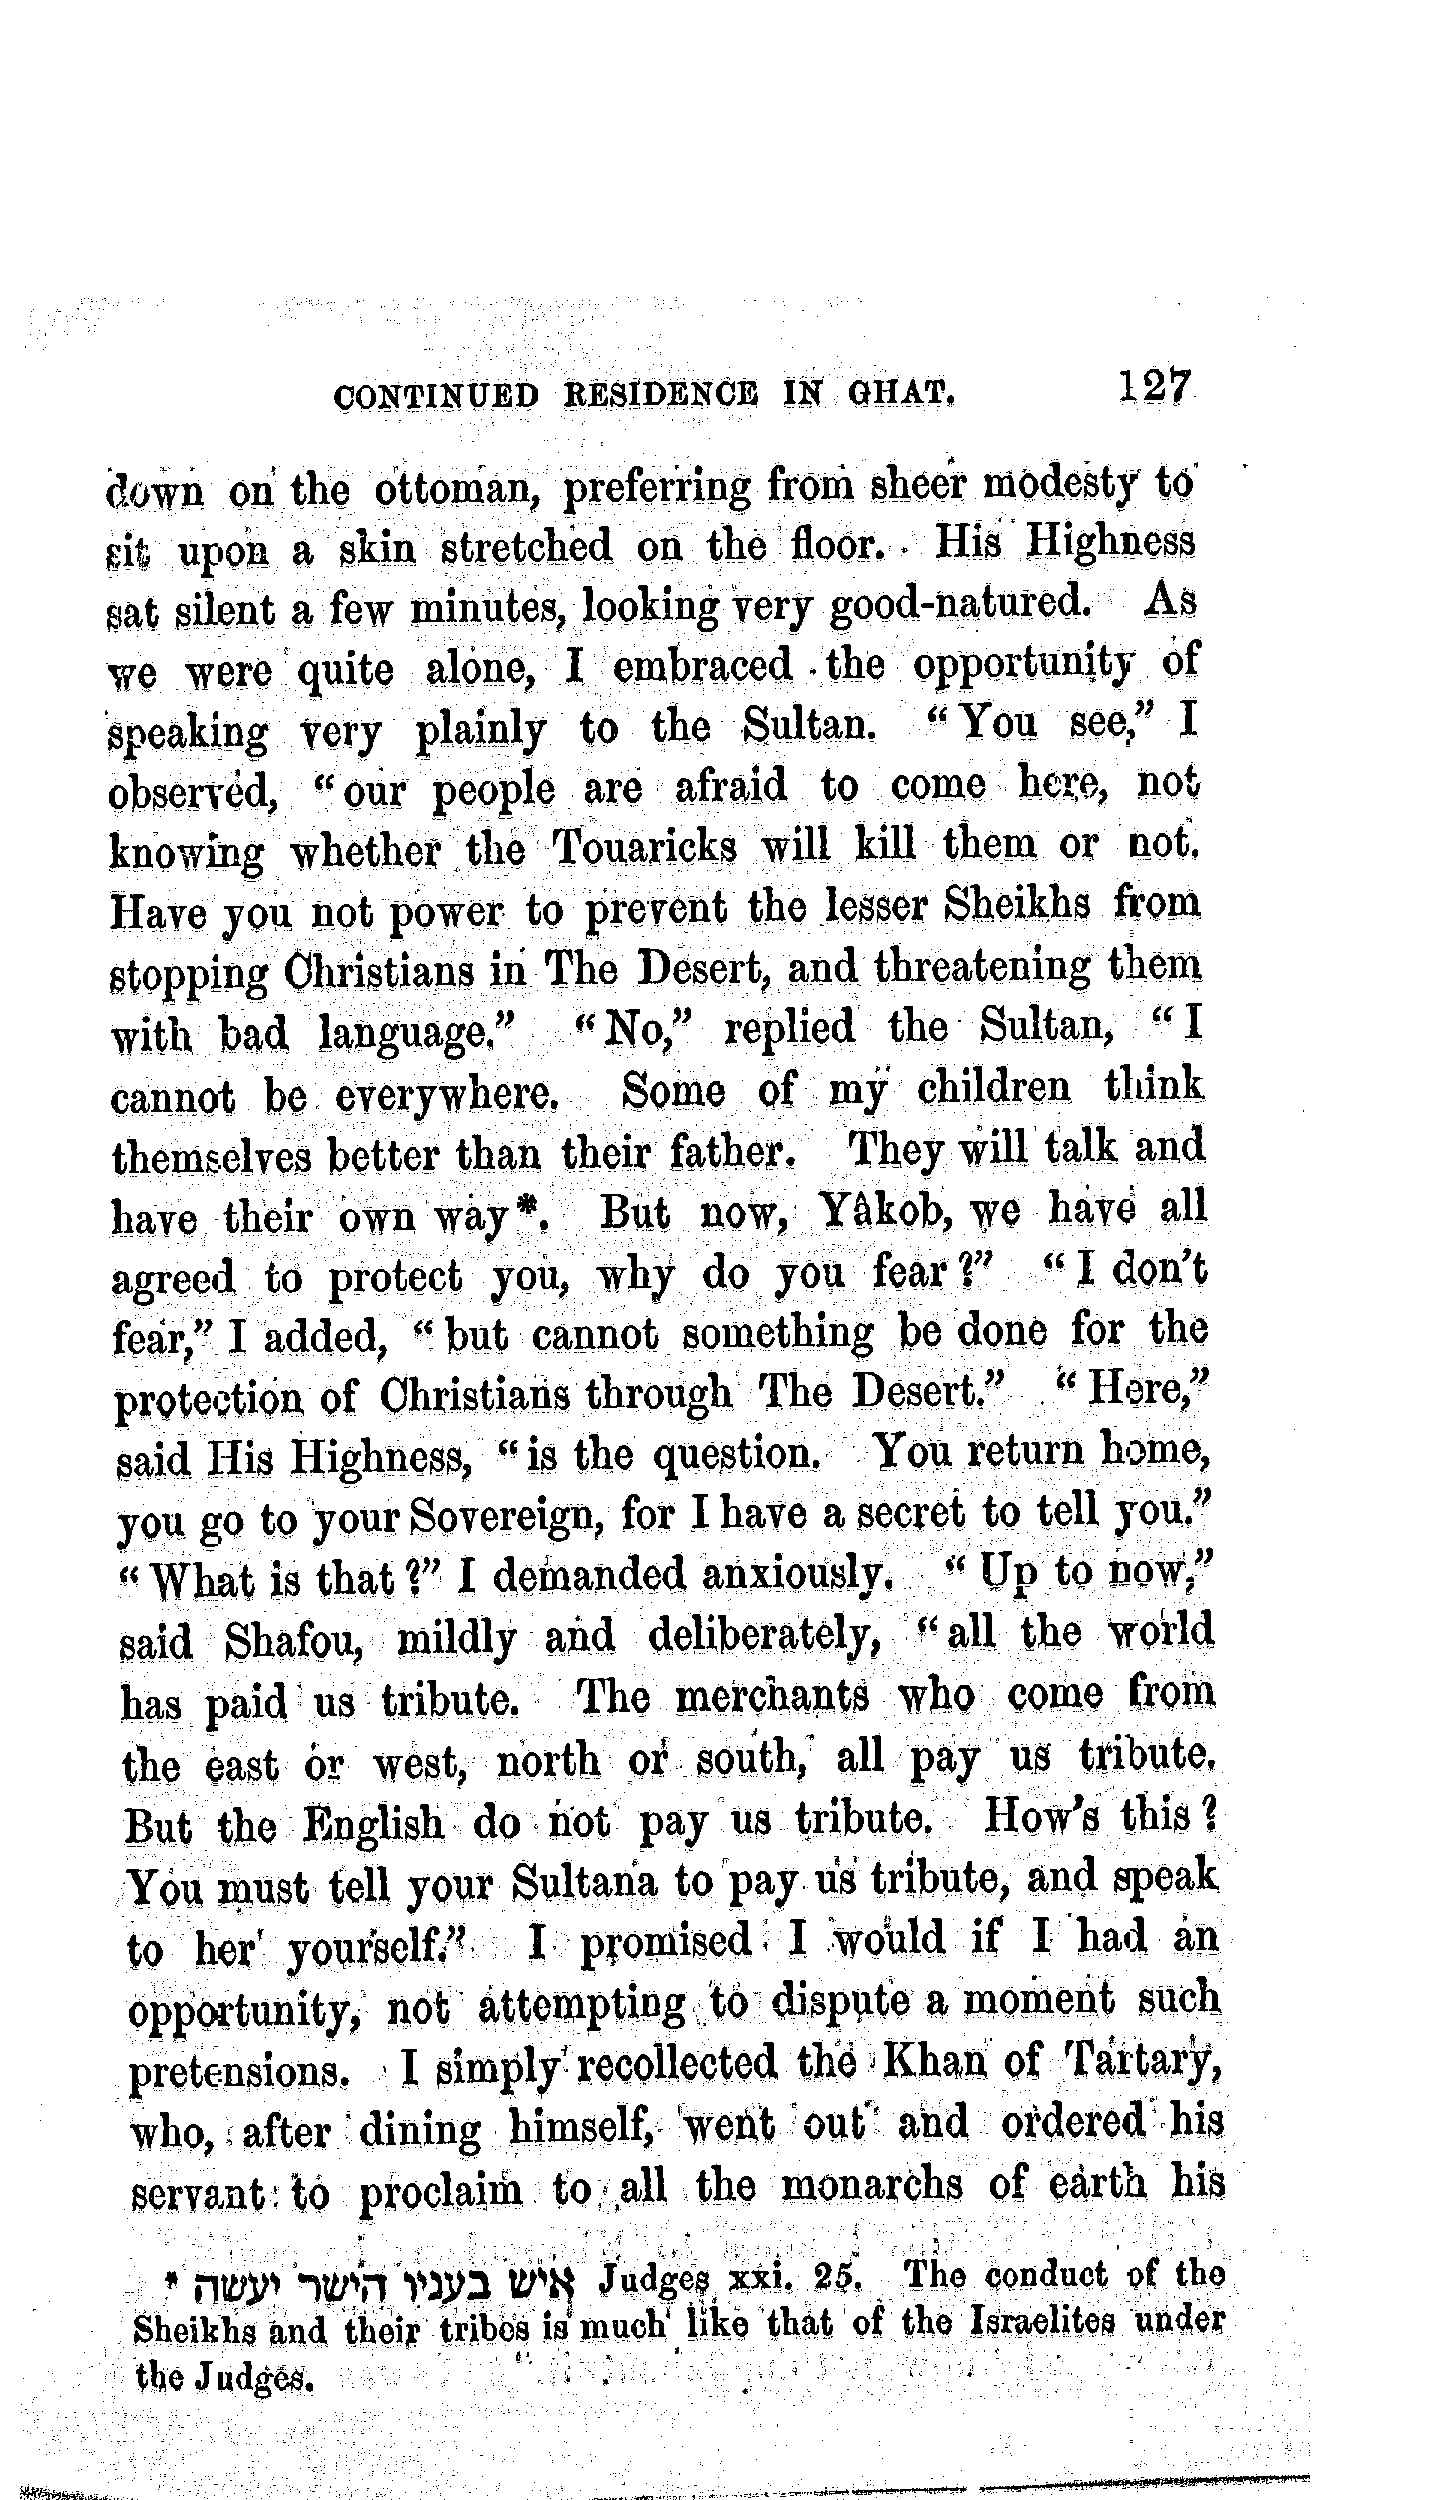 CONTINUED RESIDENCE IN GHAT. 127
down on the ottoman, preferring from sheer modesty to
sit upon a skin stretched on the floor. His Highness
sat silent a few minutes, looking very good-natured. As
we were quite alone, I embraced the opportunity of
speaking very plainly to the Sultan. “You see,” I
observed, “our people are afraid to come here, not
knowing whether the Touaricks will kill them or not.
Have you not power to prevent the lesser Sheikhs from
stopping Christians in The Desert, and threatening them
with bad language.” “No,” replied the Sultan, “I
cannot be everywhere. Some of my children think
themselves better than their father. They will talk and
have their own way*. But now, Yâkob, we have all
agreed to protect you, why do you fear?” “I don’t
fear,” I added, “but cannot something be done for the
protection of Christians through The Desert.” “Here,”
said His Highness, “is the question. You return home,
you go to your Sovereign, for I have a secret to tell you.”
“What is that?” I demanded anxiously. “Up to now,”
said Shafou, mildly and deliberately, “all the world
has paid us tribute. The merchants who come from
the east or west, north or south, all pay us tribute.
But the English do not pay us tribute. How’s this?
You must tell your Sultana to pay us tribute, and speak
to her yourself.” I promised I would if I had an
opportunity, not attempting to dispute a moment such
pretensions. I simply recollected the Khan of Tartary,
who, after dining himself, went out and ordered his
servant to proclaim to all the monarchs of earth his
* איש בעניו הישר יעשה Judges xxi. 25. The conduct of the
Sheikhs and their tribes is much like that of the Israelites under
the Judges.